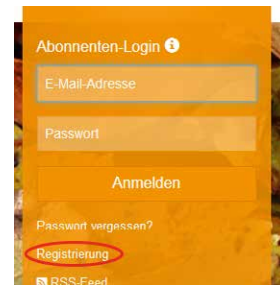 Abonnenten-Login
E-Mail-Adresse
Passwort
Anmelden
Passwort vergessen?
Registrierung
RSS-Feed